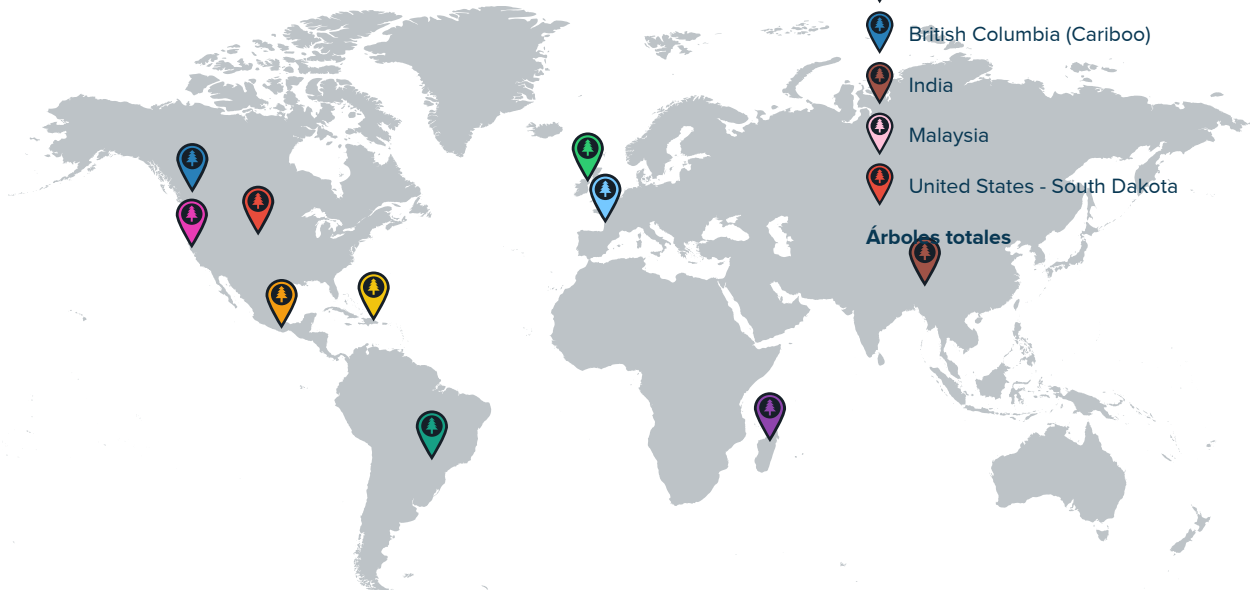 British Columbia (Cariboo)
India
Malaysia
United States - South Dakota
Árboles totales